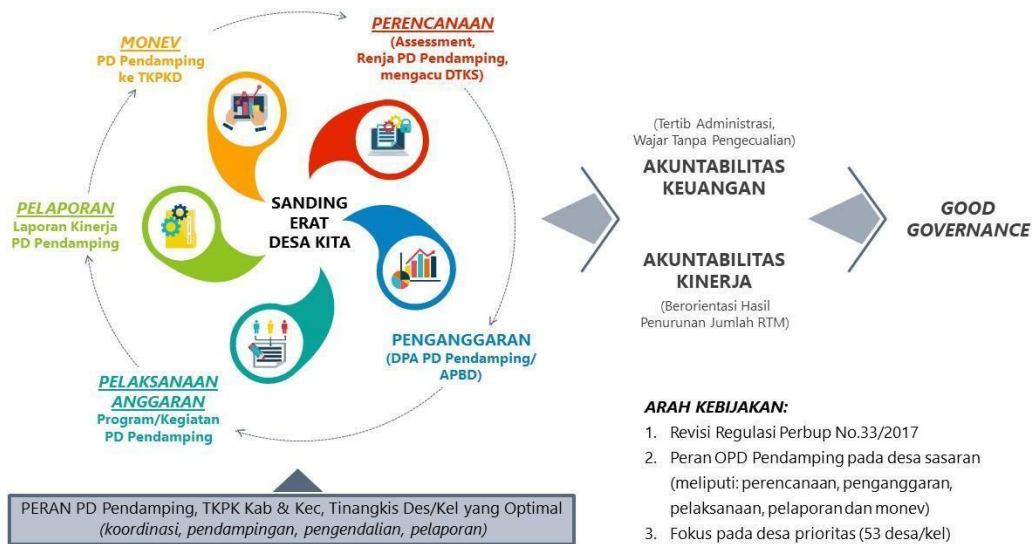 MONEV
PD Pendamping
ke TKPKD
PERENCANAAN
(Assessment,
Renja PD Pendamping,
mengacu DTKS)
PELAPORAN
Laporan Kinerja
PD Pendamping
SANDING
ERAT
DESA KITA
PENGANGGARAN
(DPA PD Pendamping/
APBD)
PELAKSANAAN
ANGGARAN
Program/Kegiatan
PD Pendamping
PERAN PD Pendamping, TKPK Kab & Kec, Tinangkis Des/Kel yang Optimal
(koordinasi, pendampingan, pengendalian, pelaporan)
(Tertib Administrasi,
Wajar Tanpa Pengecualian)
AKUNTABILITAS
KEUANGAN
AKUNTABILITAS
KINERJA
(Berorientasi Hasil
Penurunan Jumlah RTM)
GOOD
GOVERNANCE
ARAH KEBIJAKAN:
1. Revisi Regulasi Perbup No.33/2017
2. Peran OPD Pendamping pada desa sasaran
(meliputi: perencanaan, penganggaran,
pelaksanaan, pelaporan dan monev)
3. Fokus pada desa prioritas (53 desa/kel)